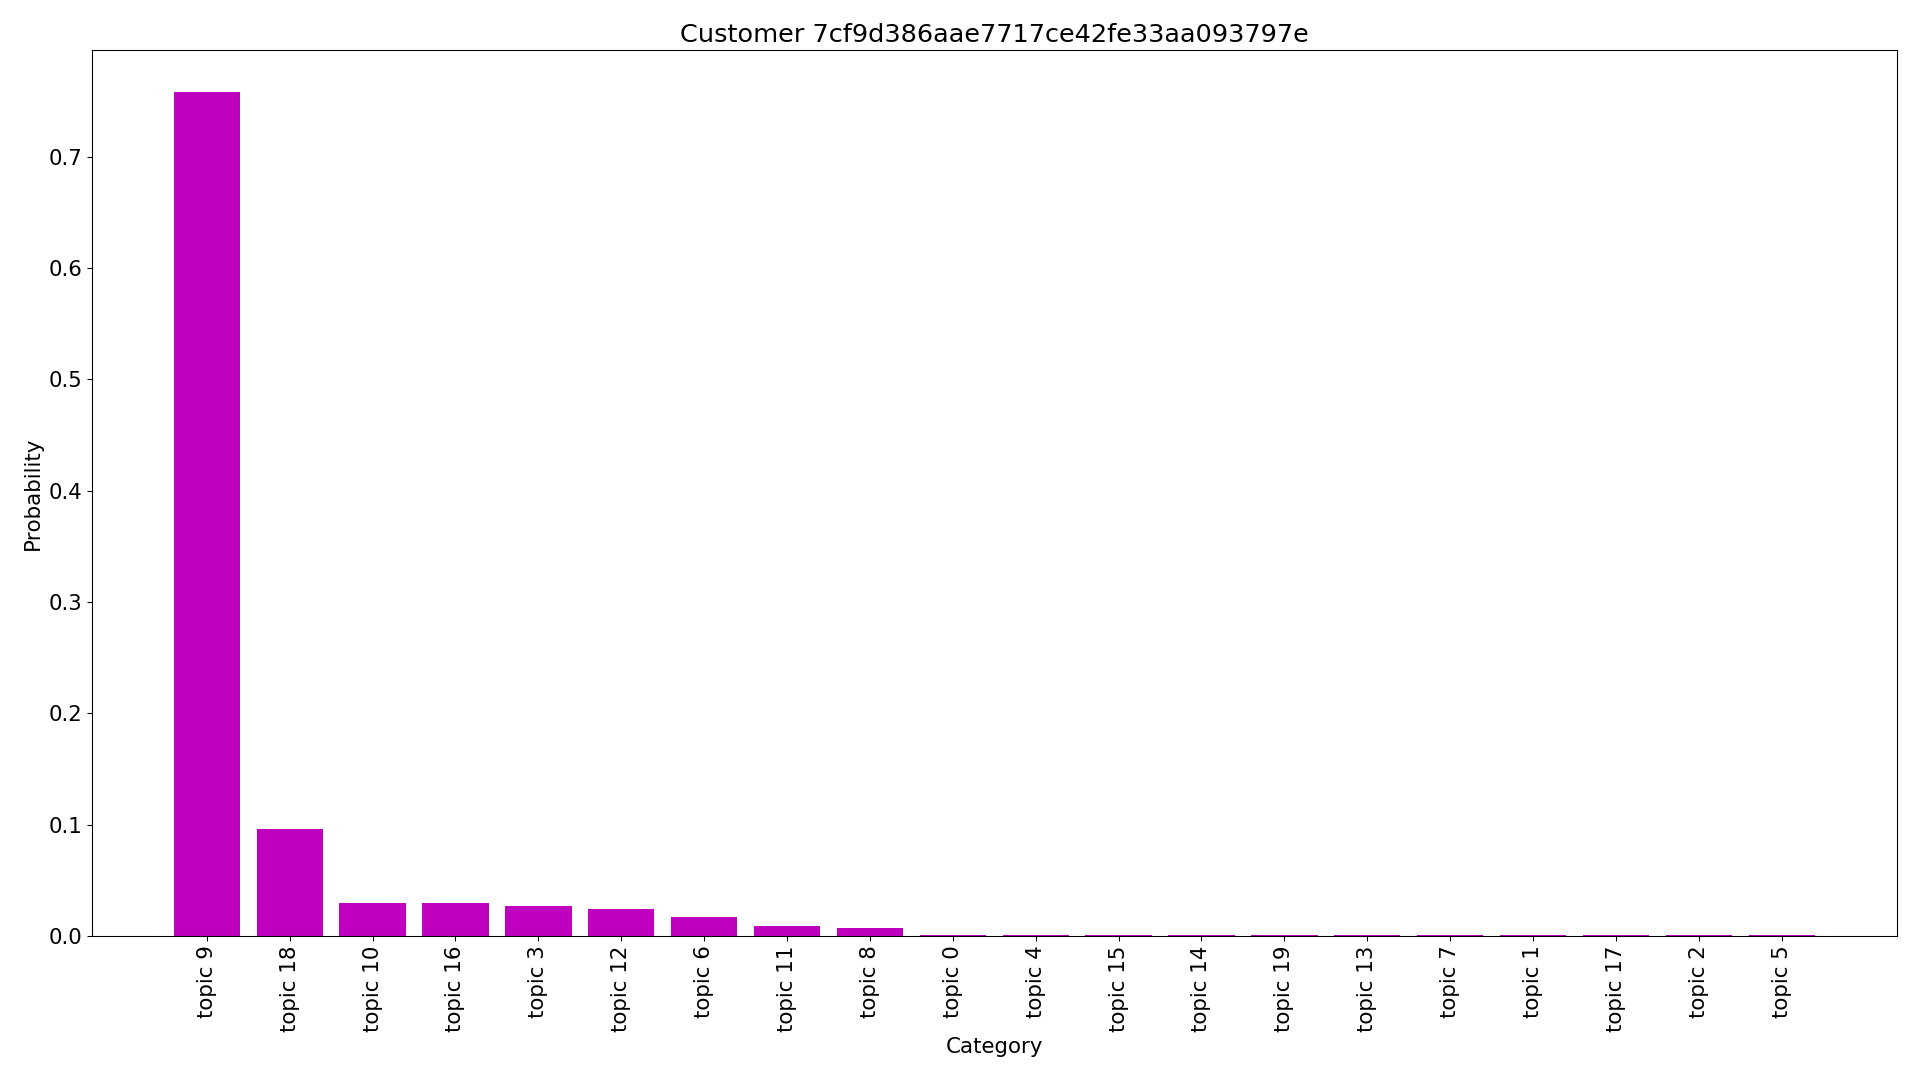 Customer 7cf9d386aae7717ce42fe33aa093797e
Probability
0.7
0.6
0.5
0.4
0.3
0.2
0.1
0.0
topic 9
topic 18
topic 10
topic 16
topic 3
topic 12
topic 6
topic 11
topic 8
topic 0
topic 4
topic 15
topic 14
topic 19
topic 13
topic 7
topic 1
topic 17
topic 2
topic 5
Category